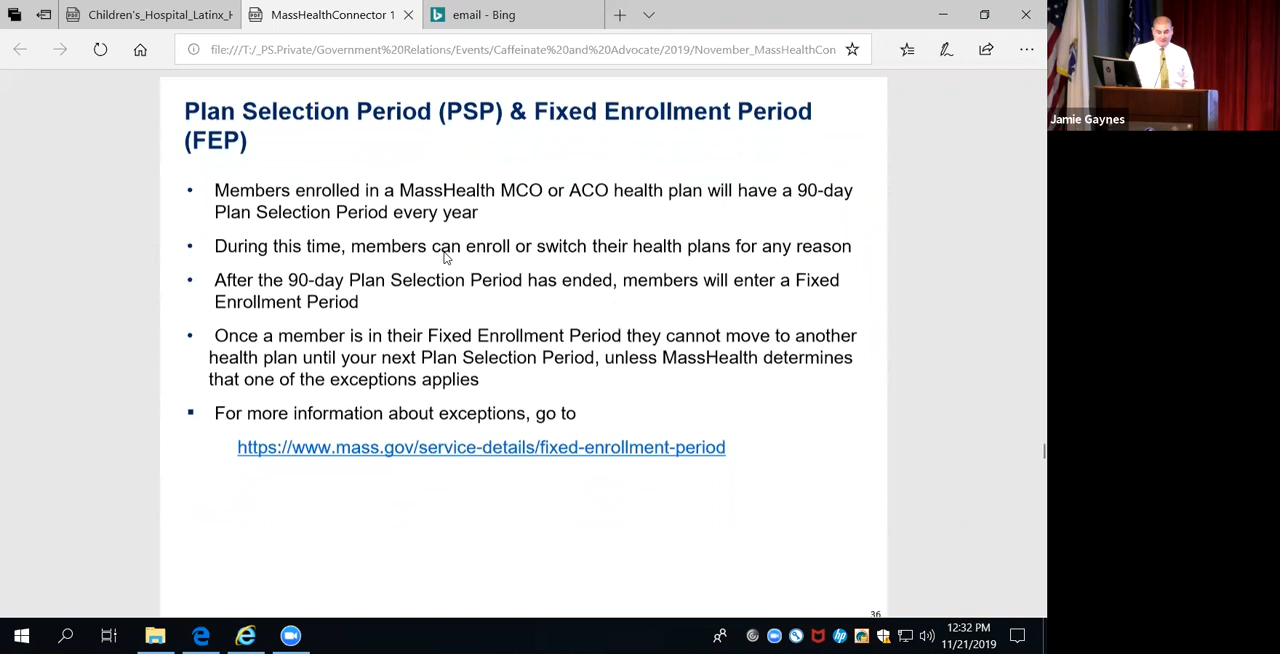 Children's_Hospital_Latinx_H
MassHealthConnector 1
email - Bing
file:///T:/_PS.Private/Government%20Relations/Events/Caffeinate%20and%20Advocate/2019/November_MassHealthCon
Jamie Gaynes
Plan Selection Period (PSP) & Fixed Enrollment Period
(FEP)
• Members enrolled in a MassHealth MCO or ACO health plan will have a 90-day
Plan Selection Period every year
• During this time, members can enroll or switch their health plans for any reason
• After the 90-day Plan Selection Period has ended, members will enter a Fixed
Enrollment Period
• Once a member is in their Fixed Enrollment Period they cannot move to another
health plan until your next Plan Selection Period, unless MassHealth determines
that one of the exceptions applies
▪ For more information about exceptions, go to
https://www.mass.gov/service-details/fixed-enrollment-period
36
12:32 PM
11/21/2019